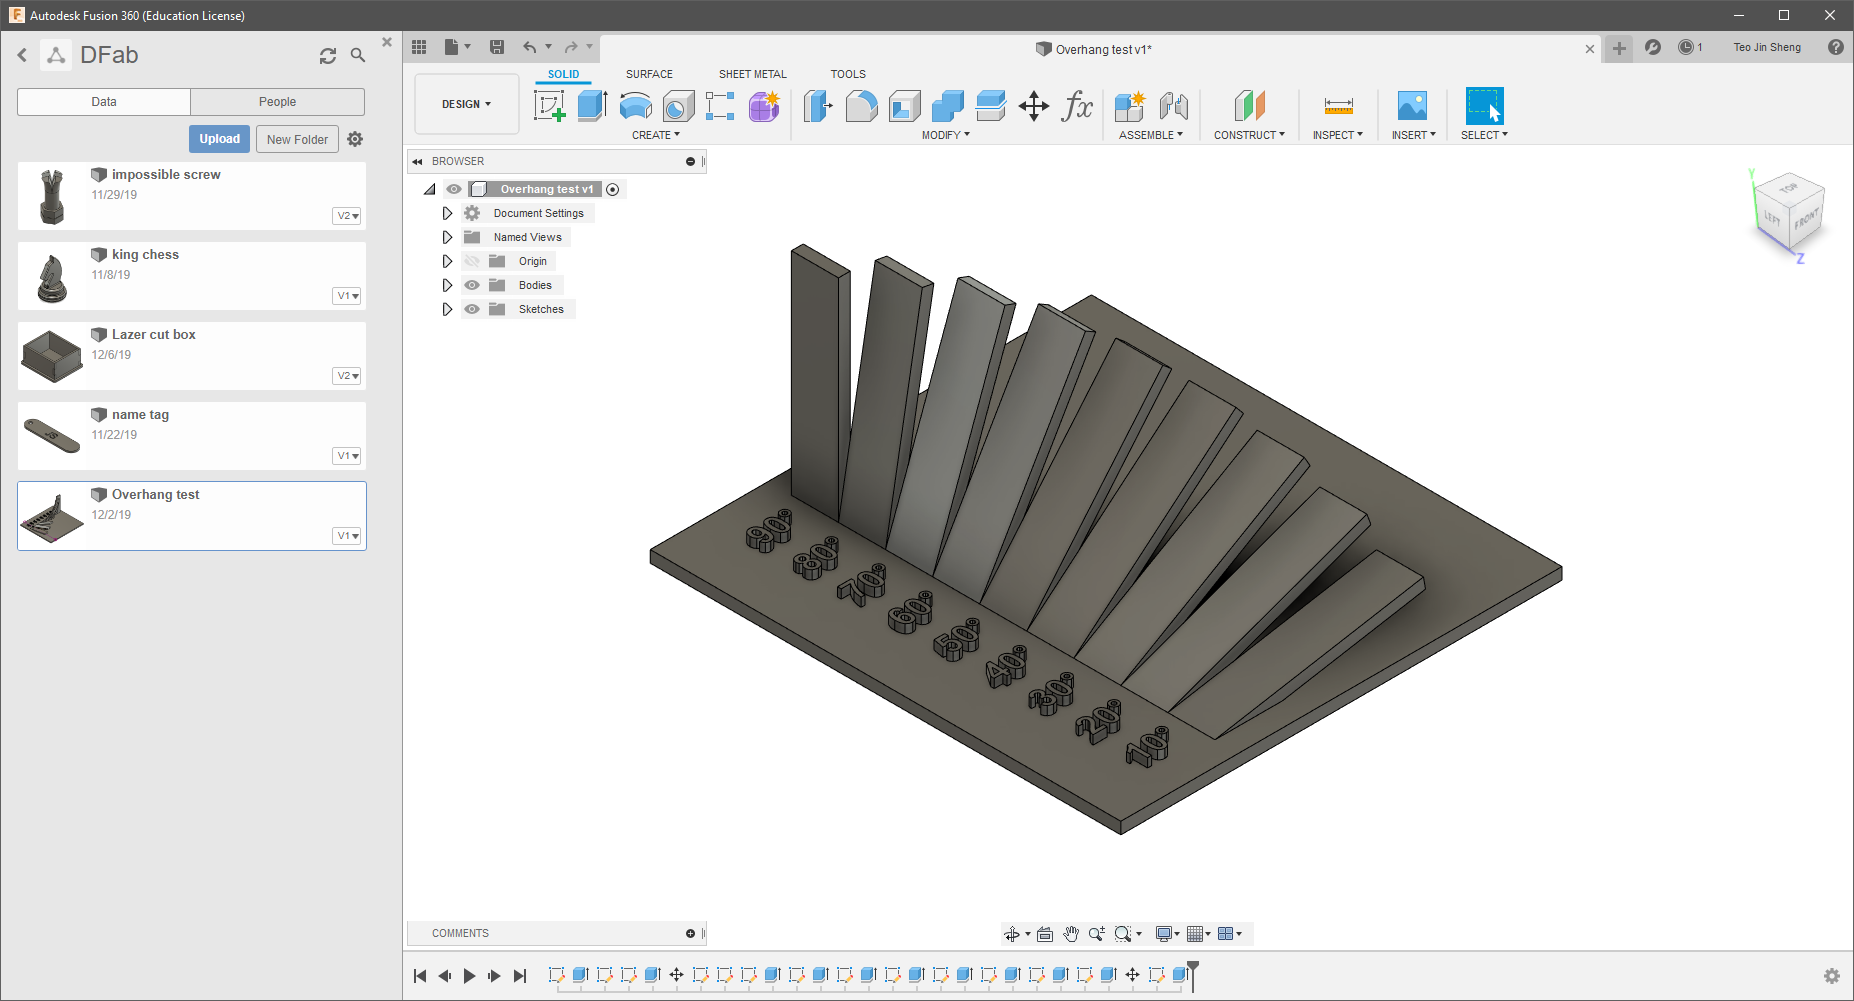 Autodesk Fusion 360 (Education License)
DFab
Data
People
Upload
New Folder
impossible screw
11/29/19
V2
king chess
11/8/19
V1
Lazer cut box
12/6/19
V2
name tag
11/22/19
V1
Overhang test
12/2/19
V1
Overhang test v1*
1
Teo Jin Sheng
SOLID
SURFACE
SHEET METAL
TOOLS
DESIGN
CREATE
MODIFY
fx
ASSEMBLE
CONSTRUCT
INSPECT
INSERT
SELECT
BROWSER
Overhang test v1
Document Settings
Named Views
Origin
Bodies
Sketches
Y
TOP
LEFT
FRONT
Z
90°
80°
70°
60°
50°
40°
30°
20°
10°
COMMENTS